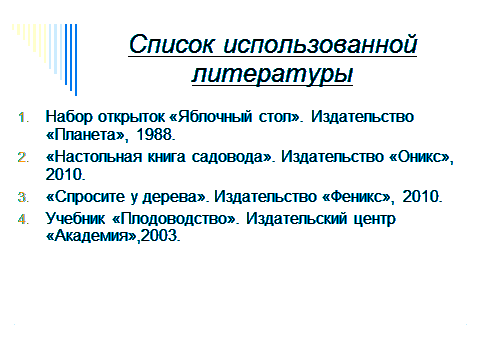 Список использованной
литературы
1. Набор открыток «Яблочный стол». Издательство
«Планета», 1988.
2. «Настольная книга садовода». Издательство «Оникс»,
2010.
3. «Спросите у дерева». Издательство «Феникс», 2010.
4. Учебник «Плодоводство». Издательский центр
«Академия»,2003.